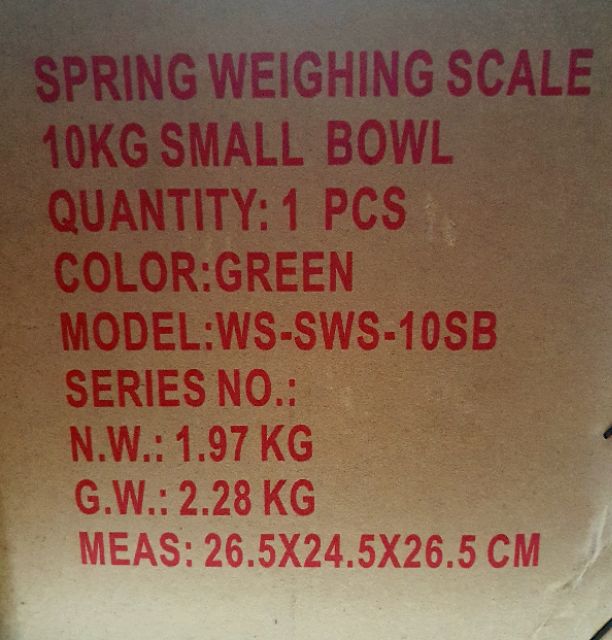 SPRING WEIGHING SCALE
10KG SMALL BOWL
QUANTITY: 1 PCS
COLOR:GREEN
MODEL:WS-SWS-10SB
SERIES NO.:
N.W.: 1.97 KG
G.W.: 2.28 KG
MEAS: 26.5X24.5X26.5 CM